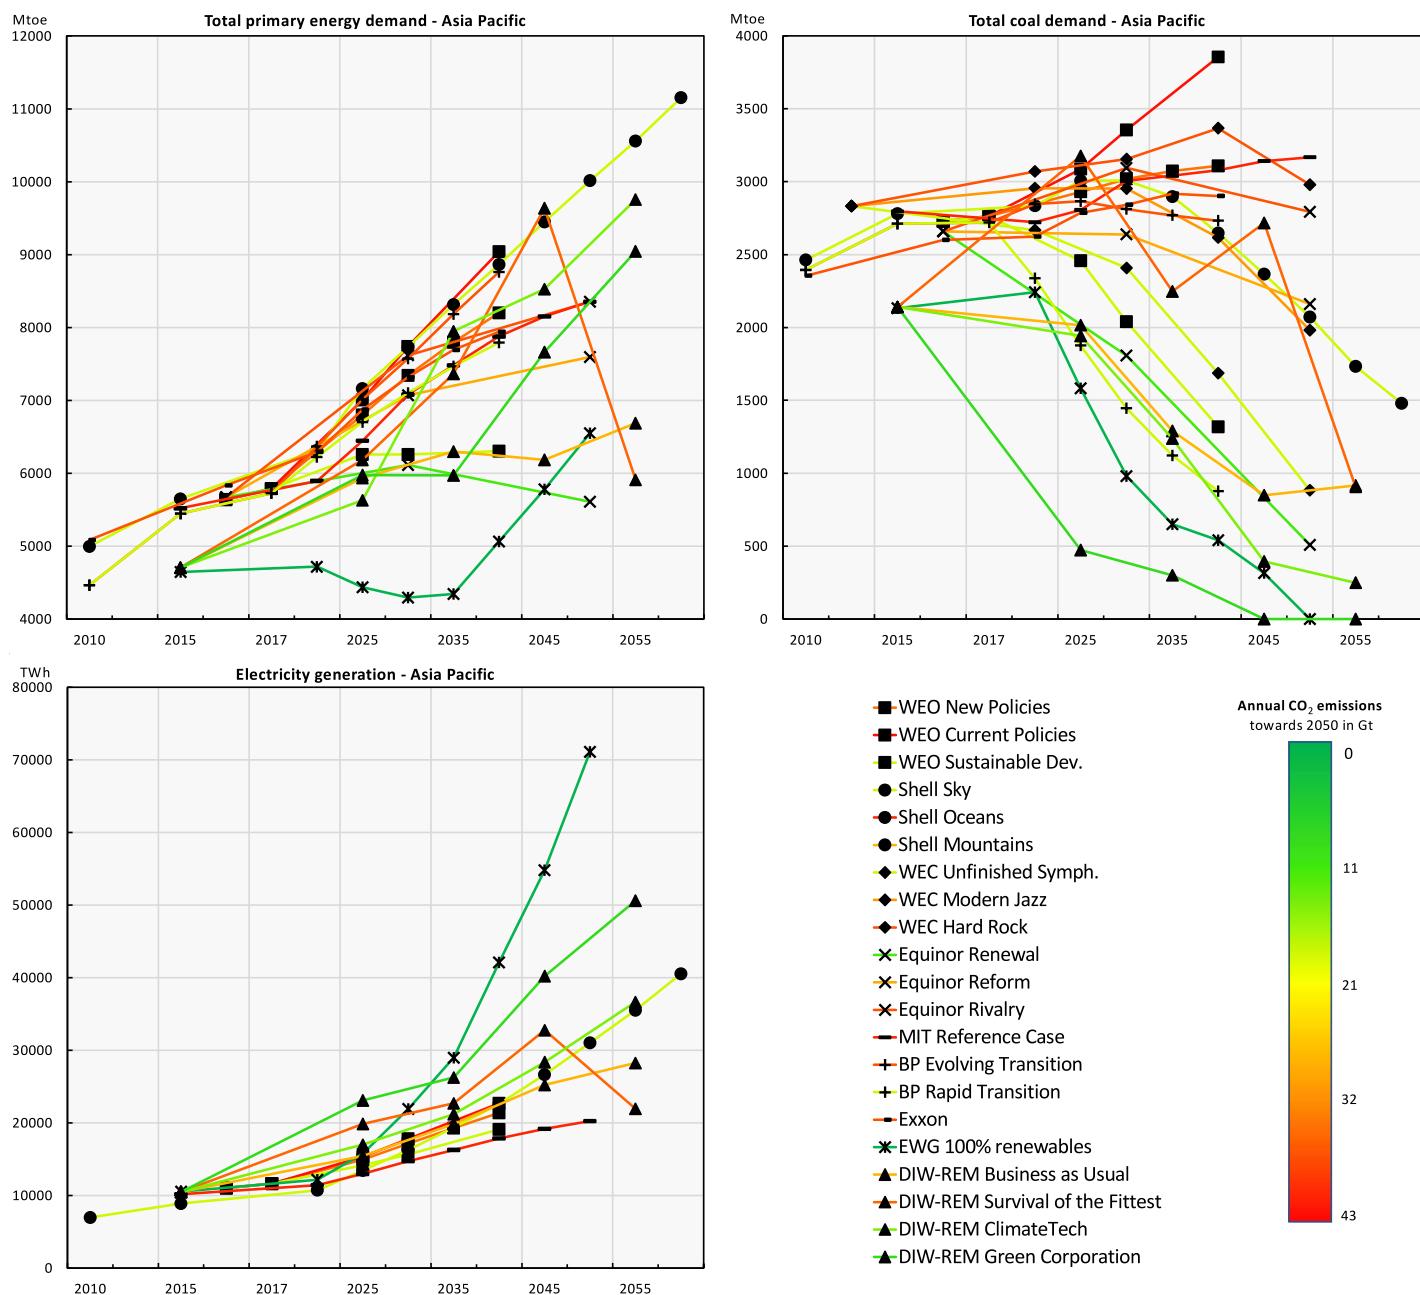 Total primary energy demand - Asia Pacific
Mtoe
12000
11000
10000
9000
8000
7000
6000
5000
4000
2010 2015 2017 2025 2035 2045 2055
Total coal demand - Asia Pacific
Mtoe
4000
3500
3000
2500
2000
1500
1000
500
0
2010 2015 2017 2025 2035 2045 2055
Electricity generation - Asia Pacific
TWh
80000
70000
60000
50000
40000
30000
20000
10000
0
2010 2015 2017 2025 2035 2045 2055
WEO New Policies
WEO Current Policies
WEO Sustainable Dev.
Shell Sky
Shell Oceans
Shell Mountains
WEC Unfinished Symph.
WEC Modern Jazz
WEC Hard Rock
Equinor Renewal
Equinor Reform
Equinor Rivalry
MIT Reference Case
BP Evolving Transition
BP Rapid Transition
Exxon
EWG 100% renewables
DIW-REM Business as Usual
DIW-REM Survival of the Fittest
DIW-REM ClimateTech
DIW-REM Green Corporation
Annual CO₂ emissions
towards 2050 in Gt
0
11
21
32
43